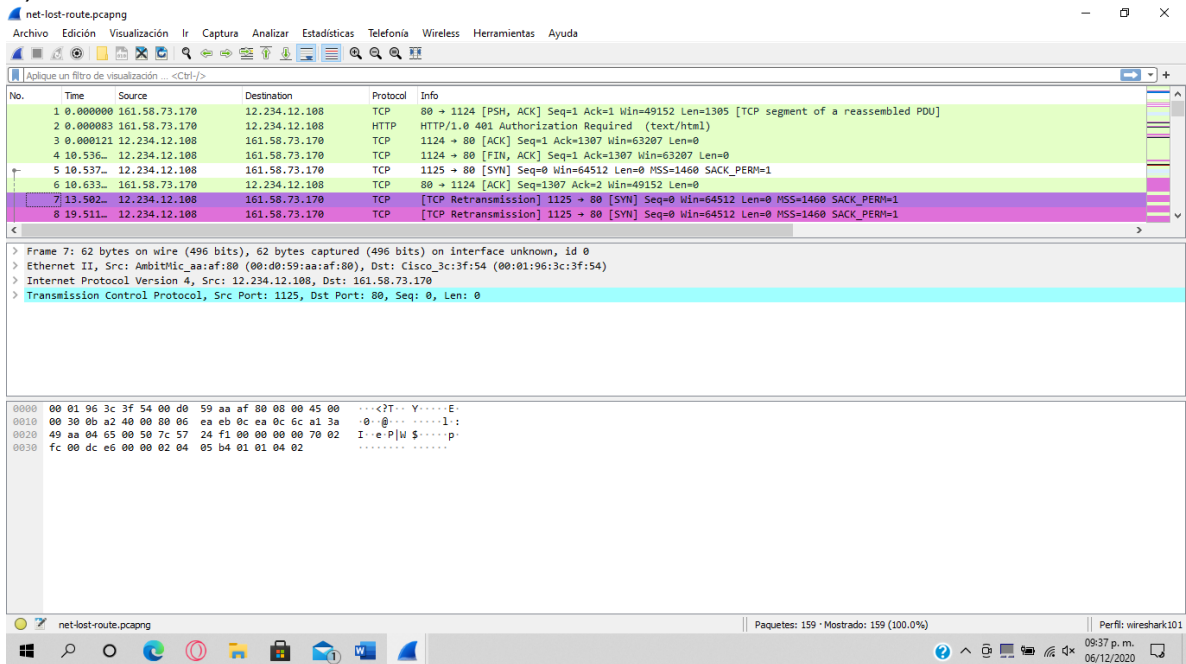 net-lost-route.pcapng
Archivo Edición Visualización Ir Captura Analizar Estadísticas Telefonía Wireless Herramientas Ayuda
Aplique un filtro de visualización ... <Ctrl-/>
No. Time Source Destination Protocol Info
1 0.000000 161.58.73.170 12.234.12.108 TCP 80 → 1124 [PSH, ACK] Seq=1 Ack=1 Win=49152 Len=1305 [TCP segment of a reassembled PDU]
2 0.000083 161.58.73.170 12.234.12.108 HTTP HTTP/1.0 401 Authorization Required (text/html)
3 0.000121 12.234.12.108 161.58.73.170 TCP 1124 → 80 [ACK] Seq=1 Ack=1307 Win=63207 Len=0
4 10.536… 12.234.12.108 161.58.73.170 TCP 1124 → 80 [FIN, ACK] Seq=1 Ack=1307 Win=63207 Len=0
5 10.537… 12.234.12.108 161.58.73.170 TCP 1125 → 80 [SYN] Seq=0 Win=64512 Len=0 MSS=1460 SACK_PERM=1
6 10.633… 161.58.73.170 12.234.12.108 TCP 80 → 1124 [ACK] Seq=1307 Ack=2 Win=49152 Len=0
7 13.502… 12.234.12.108 161.58.73.170 TCP [TCP Retransmission] 1125 → 80 [SYN] Seq=0 Win=64512 Len=0 MSS=1460 SACK_PERM=1
8 19.511… 12.234.12.108 161.58.73.170 TCP [TCP Retransmission] 1125 → 80 [SYN] Seq=0 Win=64512 Len=0 MSS=1460 SACK_PERM=1
> Frame 7: 62 bytes on wire (496 bits), 62 bytes captured (496 bits) on interface unknown, id 0
> Ethernet II, Src: AmbitMic_aa:af:80 (00:d0:59:aa:af:80), Dst: Cisco_3c:3f:54 (00:01:96:3c:3f:54)
> Internet Protocol Version 4, Src: 12.234.12.108, Dst: 161.58.73.170
> Transmission Control Protocol, Src Port: 1125, Dst Port: 80, Seq: 0, Len: 0
0000 00 01 96 3c 3f 54 00 d0 59 aa af 80 08 00 45 00 ···<?T·· Y·····E·
0010 00 30 0b a2 40 00 80 06 ea eb 0c ea 0c 6c a1 3a ·0··@··· ·····l·:
0020 49 aa 04 65 00 50 7c 57 24 f1 00 00 00 00 70 02 I··e·P|W $·····p·
0030 fc 00 dc e6 00 00 02 04 05 b4 01 01 04 02 ········ ······
net-lost-route.pcapng Paquetes: 159 · Mostrado: 159 (100.0%) Perfil: wireshark101
09:37 p. m.
06/12/2020